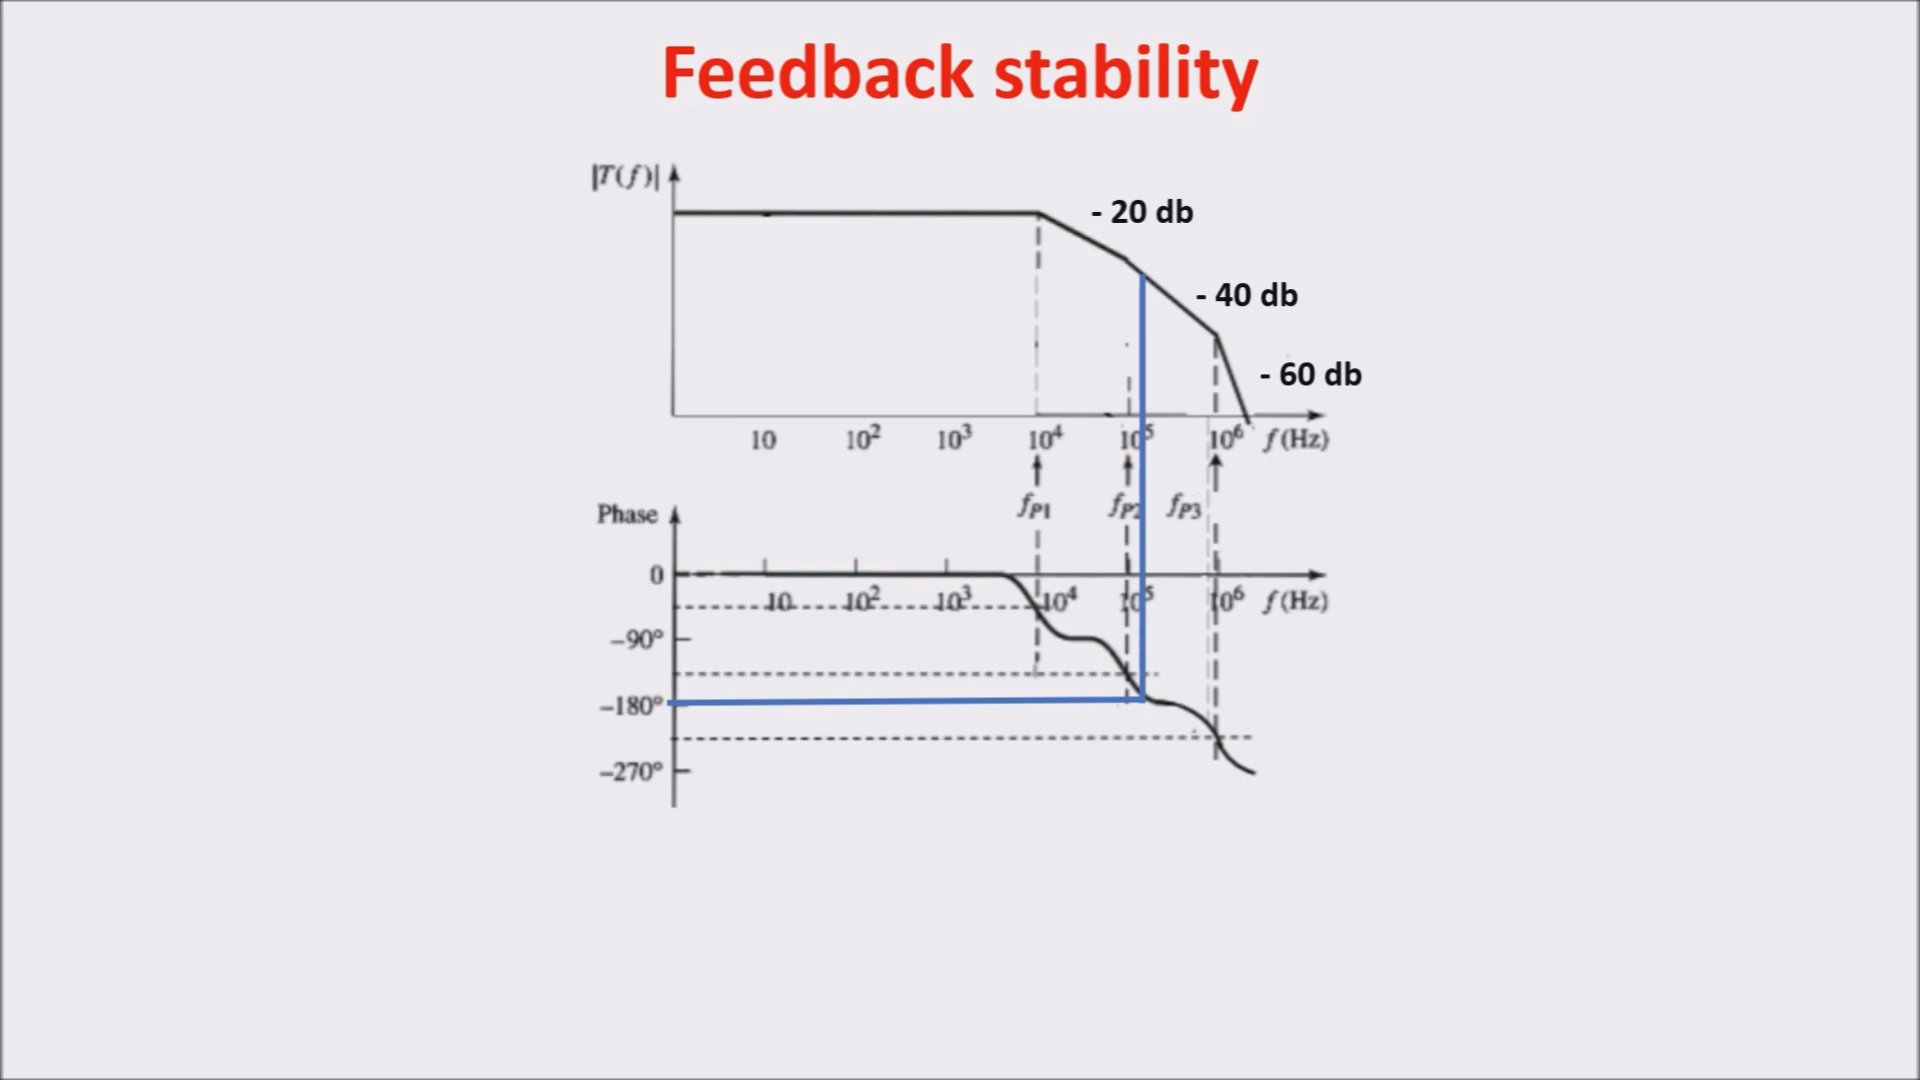 Feedback stability
|T(f)|
- 20 db
- 40 db
- 60 db
10 10² 10³ 10⁴ 10⁵ 10⁶ f(Hz)
fP1 fP2 fP3
Phase
0
10 10² 10³ 10⁴ 10⁵ 10⁶ f(Hz)
–90°
–180°
–270°